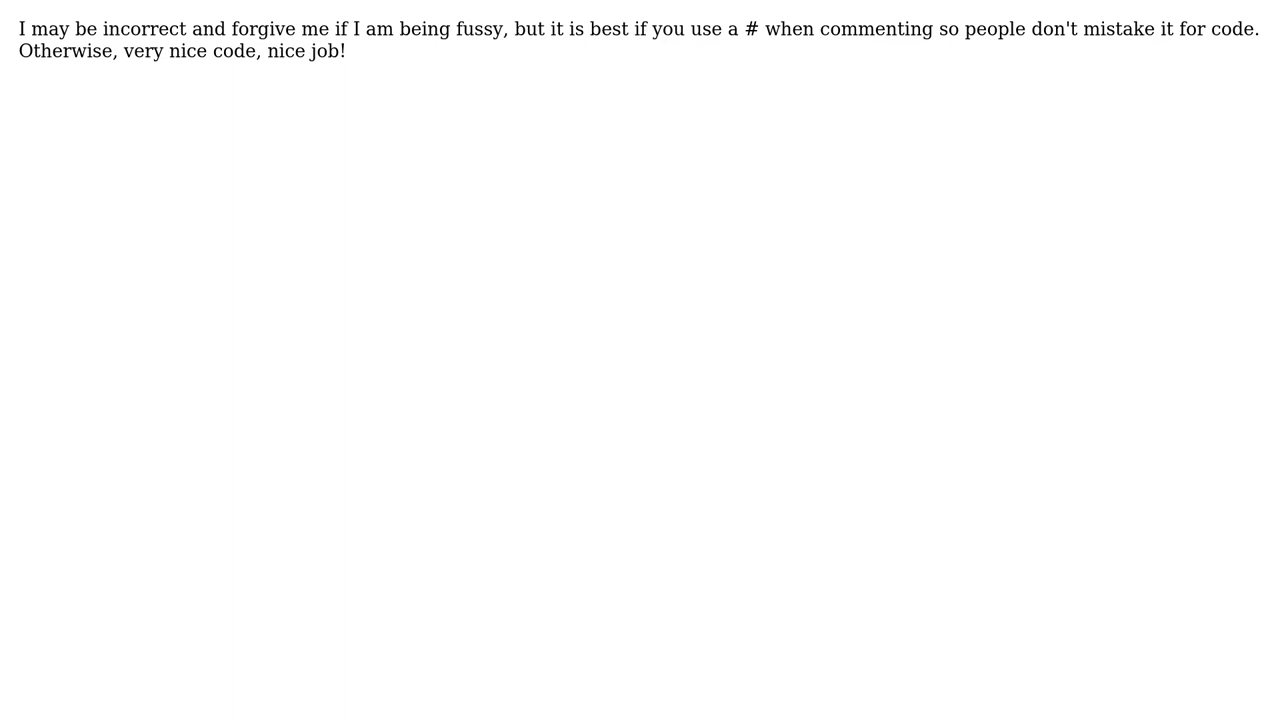 I may be incorrect and forgive me if I am being fussy, but it is best if you use a # when commenting so people don't mistake it for code.
Otherwise, very nice code, nice job!